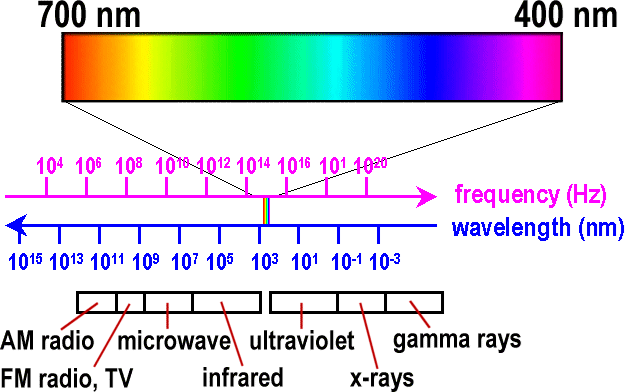 700 nm 400 nm
10⁴ 10⁶ 10⁸ 10¹⁰ 10¹² 10¹⁴ 10¹⁶ 10¹ 10²⁰
frequency (Hz)
wavelength (nm)
10¹⁵ 10¹³ 10¹¹ 10⁹ 10⁷ 10⁵ 10³ 10¹ 10⁻¹ 10⁻³
AM radio microwave ultraviolet gamma rays
FM radio, TV infrared x-rays